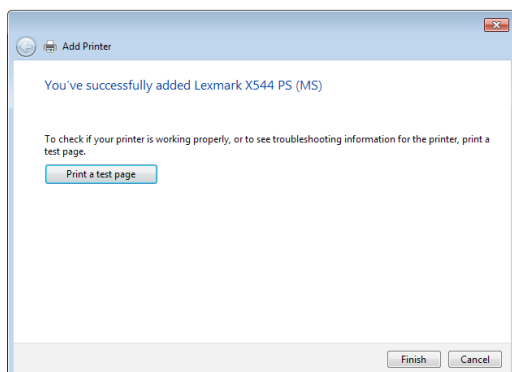 Add Printer
You've successfully added Lexmark X544 PS (MS)
To check if your printer is working properly, or to see troubleshooting information for the printer, print a
test page.
Print a test page
Finish
Cancel